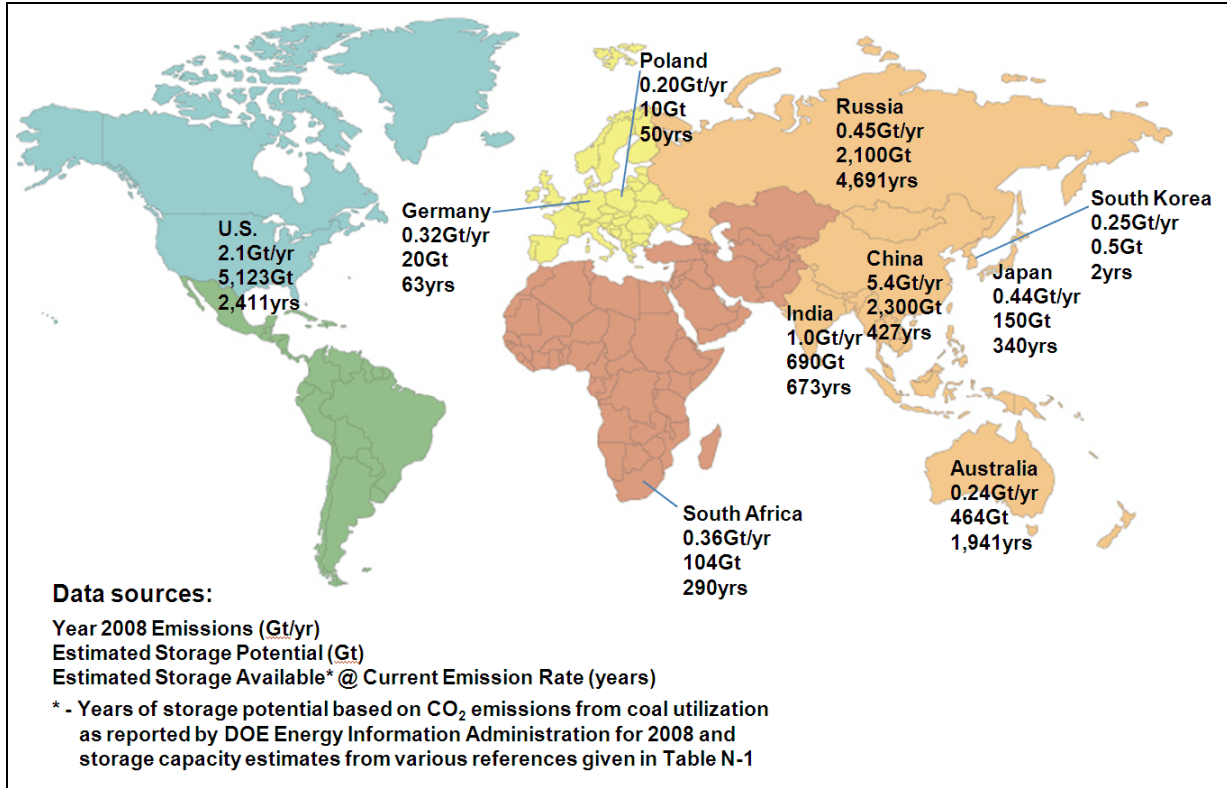 Poland
0.20Gt/yr
10Gt
50yrs
Russia
0.45Gt/yr
2,100Gt
4,691yrs
South Korea
0.25Gt/yr
0.5Gt
2yrs
Germany
0.32Gt/yr
20Gt
63yrs
U.S.
2.1Gt/yr
5,123Gt
2,411yrs
China
5.4Gt/yr
2,300Gt
427yrs
Japan
0.44Gt/yr
150Gt
340yrs
India
1.0Gt/yr
690Gt
673yrs
Australia
0.24Gt/yr
464Gt
1,941yrs
South Africa
0.36Gt/yr
104Gt
290yrs
Data sources:
Year 2008 Emissions (Gt/yr)
Estimated Storage Potential (Gt)
Estimated Storage Available* @ Current Emission Rate (years)
* - Years of storage potential based on CO₂ emissions from coal utilization
as reported by DOE Energy Information Administration for 2008 and
storage capacity estimates from various references given in Table N-1